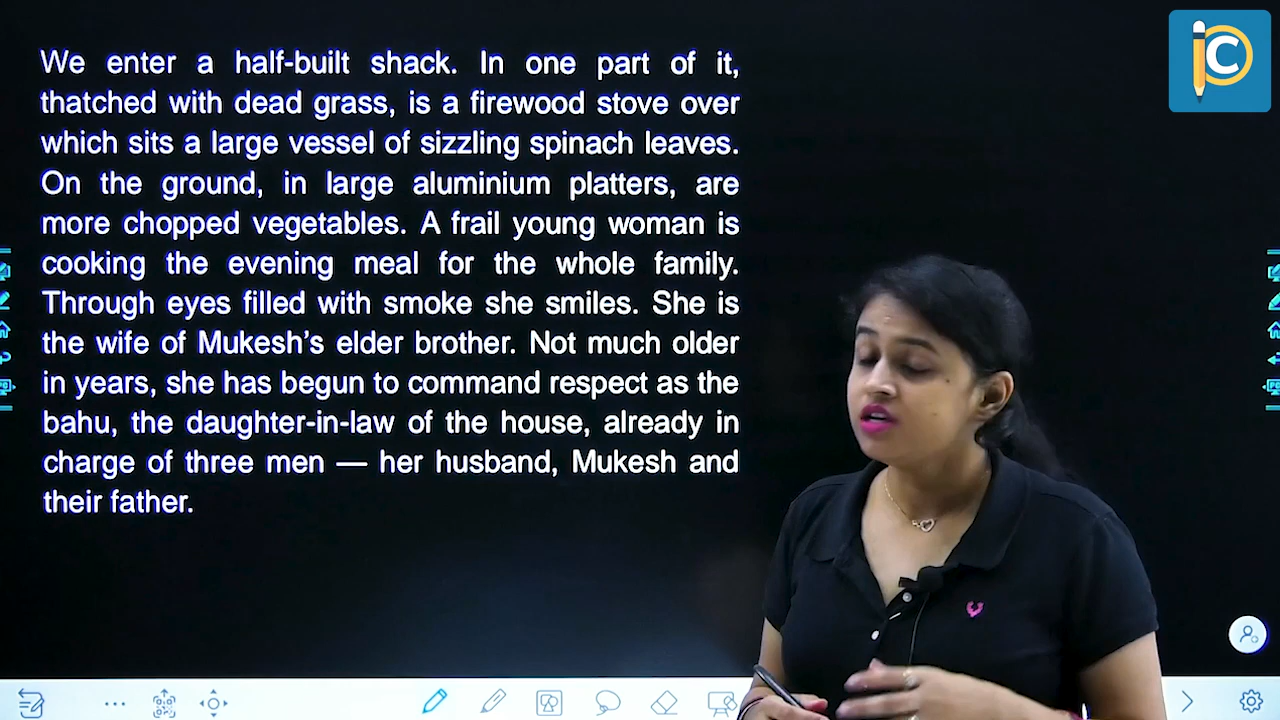 We enter a half-built shack. In one part of it,
thatched with dead grass, is a firewood stove over
which sits a large vessel of sizzling spinach leaves.
On the ground, in large aluminium platters, are
more chopped vegetables. A frail young woman is
cooking the evening meal for the whole family.
Through eyes filled with smoke she smiles. She is
the wife of Mukesh’s elder brother. Not much older
in years, she has begun to command respect as the
bahu, the daughter-in-law of the house, already in
charge of three men — her husband, Mukesh and
their father.